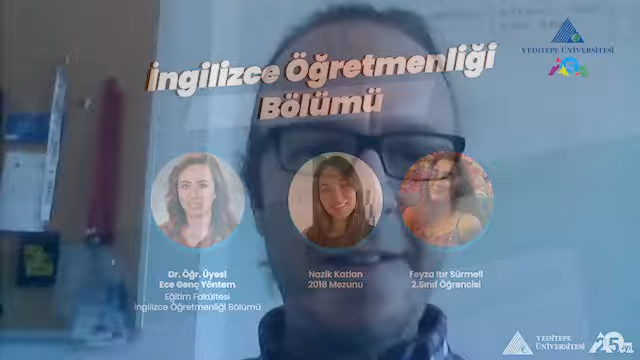 YEDİTEPE ÜNİVERSİTESİ
İngilizce Öğretmenliği
Bölümü
Dr. Öğr. Üyesi
Ece Genç Yöntem
Eğitim Fakültesi
İngilizce Öğretmenliği Bölümü
Nazik Katlan
2018 Mezunu
Feyza Itır Sürmeli
2.Sınıf Öğrencisi
YEDİTEPE
ÜNİVERSİTESİ
25.YIL